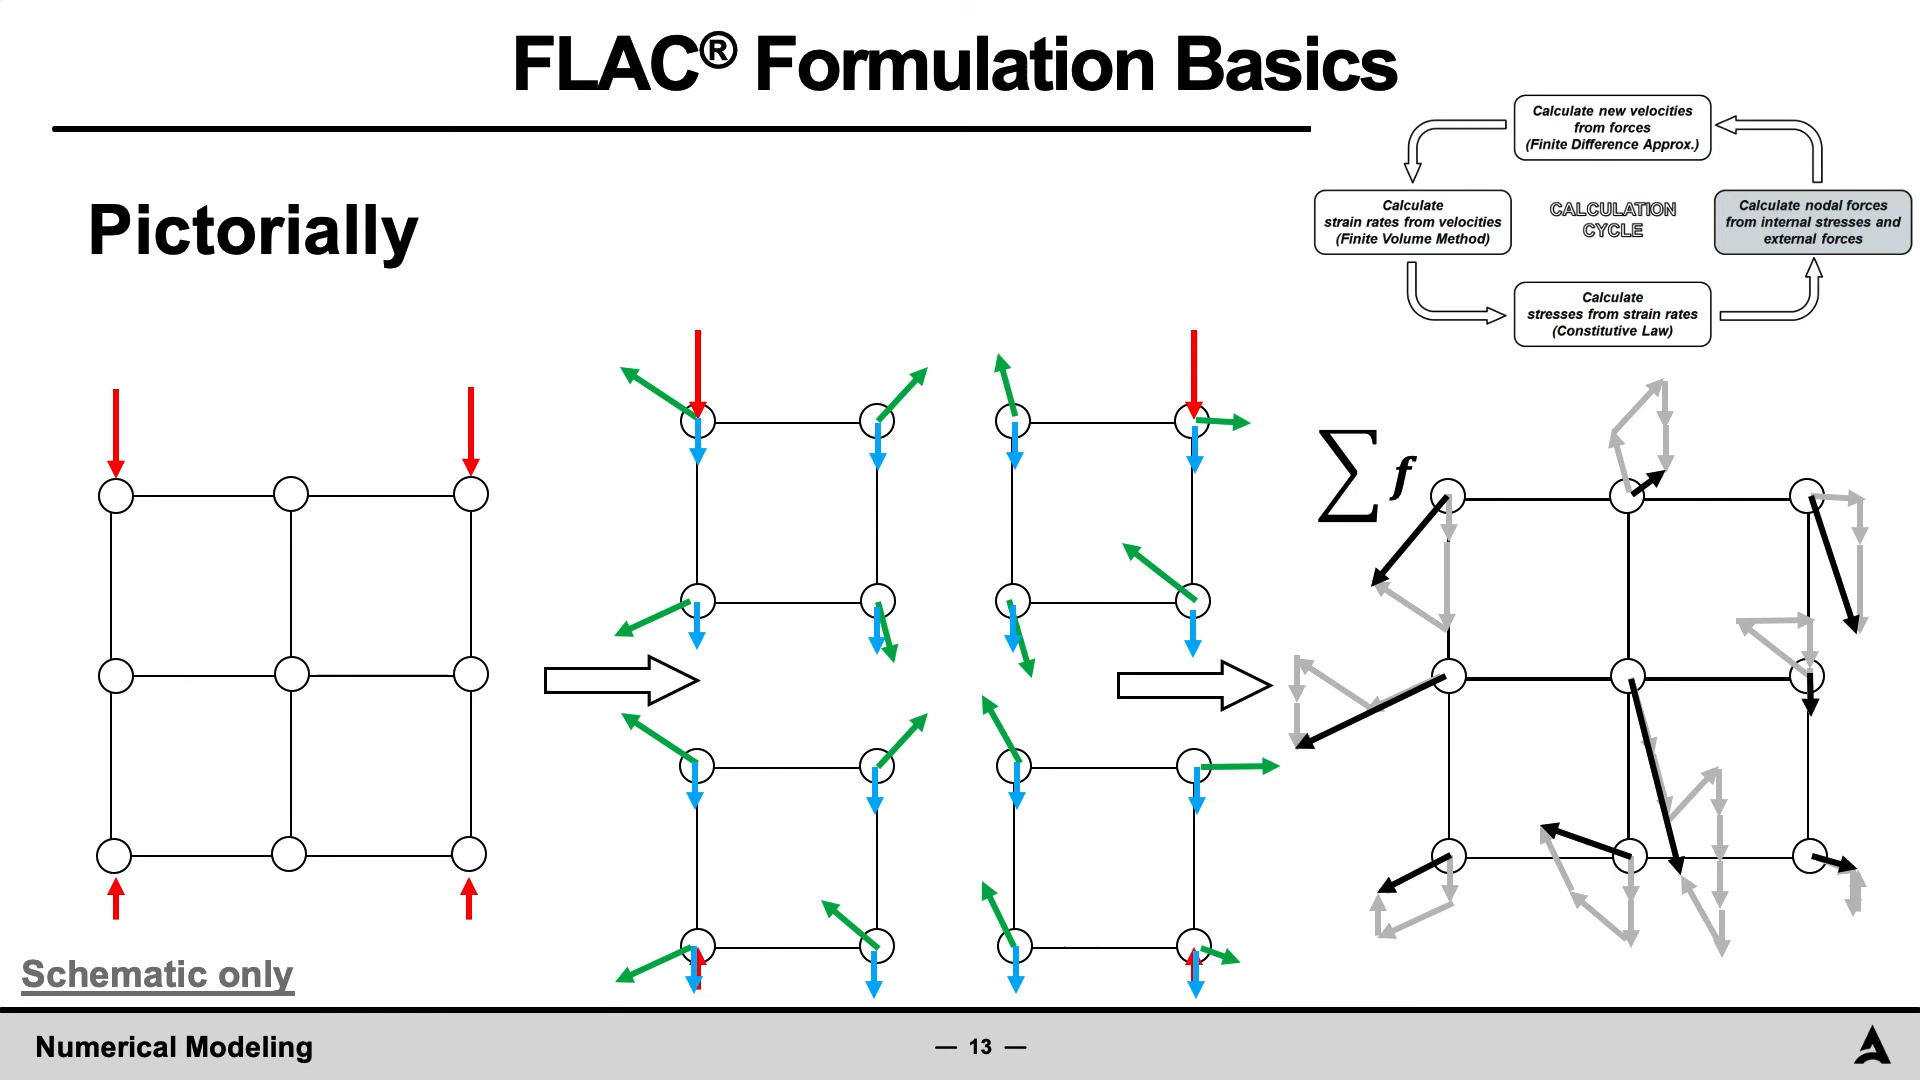 FLAC® Formulation Basics
Calculate new velocities
from forces
(Finite Difference Approx.)
Calculate
strain rates from velocities
(Finite Volume Method)
CALCULATION
CYCLE
Calculate nodal forces
from internal stresses and
external forces
Calculate
stresses from strain rates
(Constitutive Law)
Pictorially
∑ f
Schematic only
Numerical Modeling
— 13 —